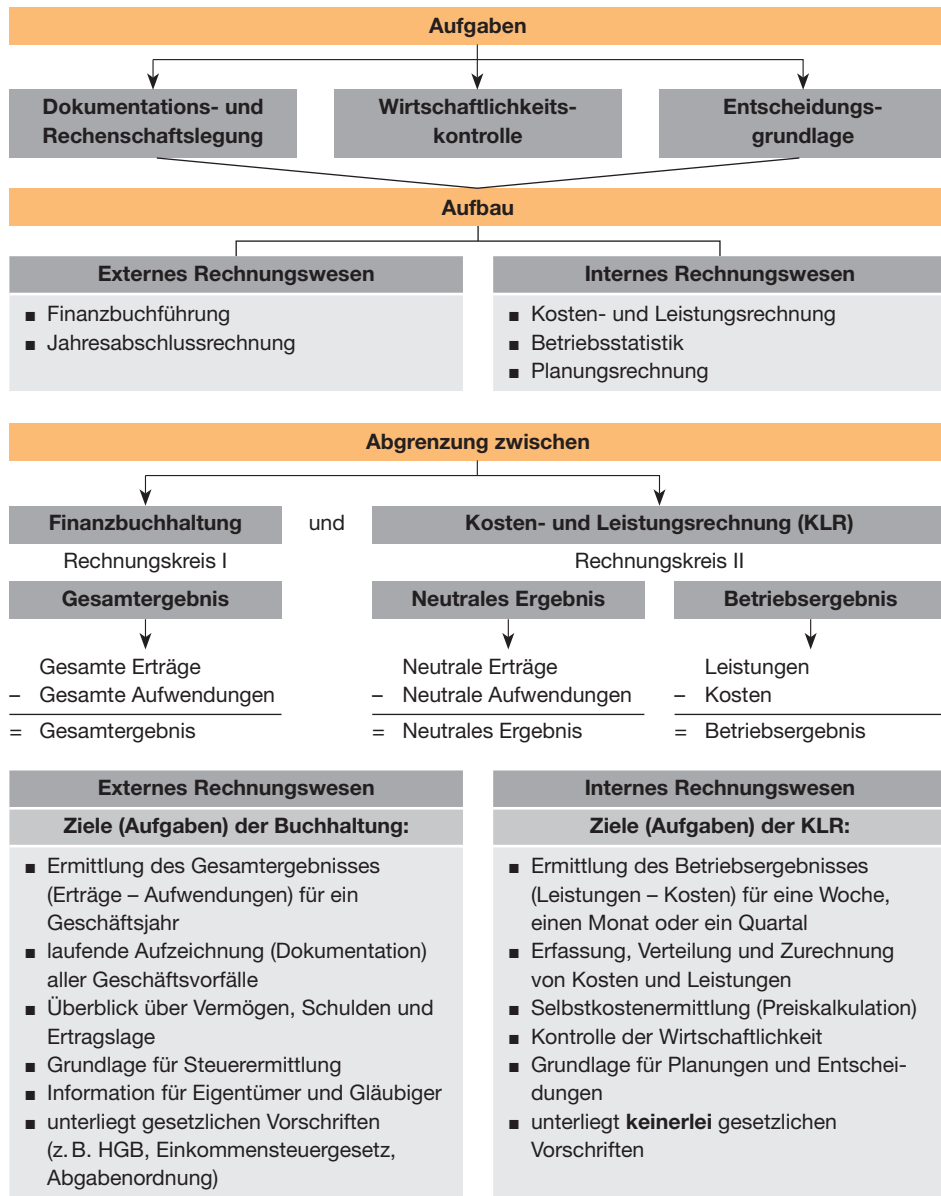 Aufgaben
Dokumentations- und
Rechenschaftslegung
Wirtschaftlichkeits-
kontrolle
Entscheidungs-
grundlage
Aufbau
Externes Rechnungswesen
■ Finanzbuchführung
■ Jahresabschlussrechnung
Internes Rechnungswesen
■ Kosten- und Leistungsrechnung
■ Betriebsstatistik
■ Planungsrechnung
Abgrenzung zwischen
Finanzbuchhaltung und Kosten- und Leistungsrechnung (KLR)
Rechnungskreis I
Rechnungskreis II
Gesamtergebnis
Gesamte Erträge
– Gesamte Aufwendungen
= Gesamtergebnis
Neutrales Ergebnis
Neutrale Erträge
– Neutrale Aufwendungen
= Neutrales Ergebnis
Betriebsergebnis
Leistungen
– Kosten
= Betriebsergebnis
Externes Rechnungswesen
Ziele (Aufgaben) der Buchhaltung:
■ Ermittlung des Gesamtergebnisses
(Erträge – Aufwendungen) für ein
Geschäftsjahr
■ laufende Aufzeichnung (Dokumentation)
aller Geschäftsvorfälle
■ Überblick über Vermögen, Schulden und
Ertragslage
■ Grundlage für Steuerermittlung
■ Information für Eigentümer und Gläubiger
■ unterliegt gesetzlichen Vorschriften
(z. B. HGB, Einkommensteuergesetz,
Abgabenordnung)
Internes Rechnungswesen
Ziele (Aufgaben) der KLR:
■ Ermittlung des Betriebsergebnisses
(Leistungen – Kosten) für eine Woche,
einen Monat oder ein Quartal
■ Erfassung, Verteilung und Zurechnung
von Kosten und Leistungen
■ Selbstkostenermittlung (Preiskalkulation)
■ Kontrolle der Wirtschaftlichkeit
■ Grundlage für Planungen und Entschei-
dungen
■ unterliegt keinerlei gesetzlichen
Vorschriften